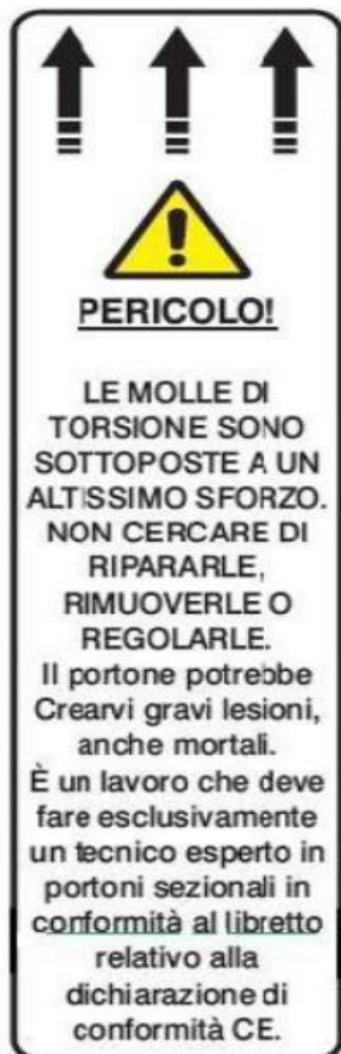 PERICOLO!
LE MOLLE DI
TORSIONE SONO
SOTTOPOSTE A UN
ALTISSIMO SFORZO.
NON CERCARE DI
RIPARARLE,
RIMUOVERLE O
REGOLARLE.
Il portone potrebbe
Crearvi gravi lesioni,
anche mortali.
È un lavoro che deve
fare esclusivamente
un tecnico esperto in
portoni sezionali in
conformità al libretto
relativo alla
dichiarazione di
conformità CE.